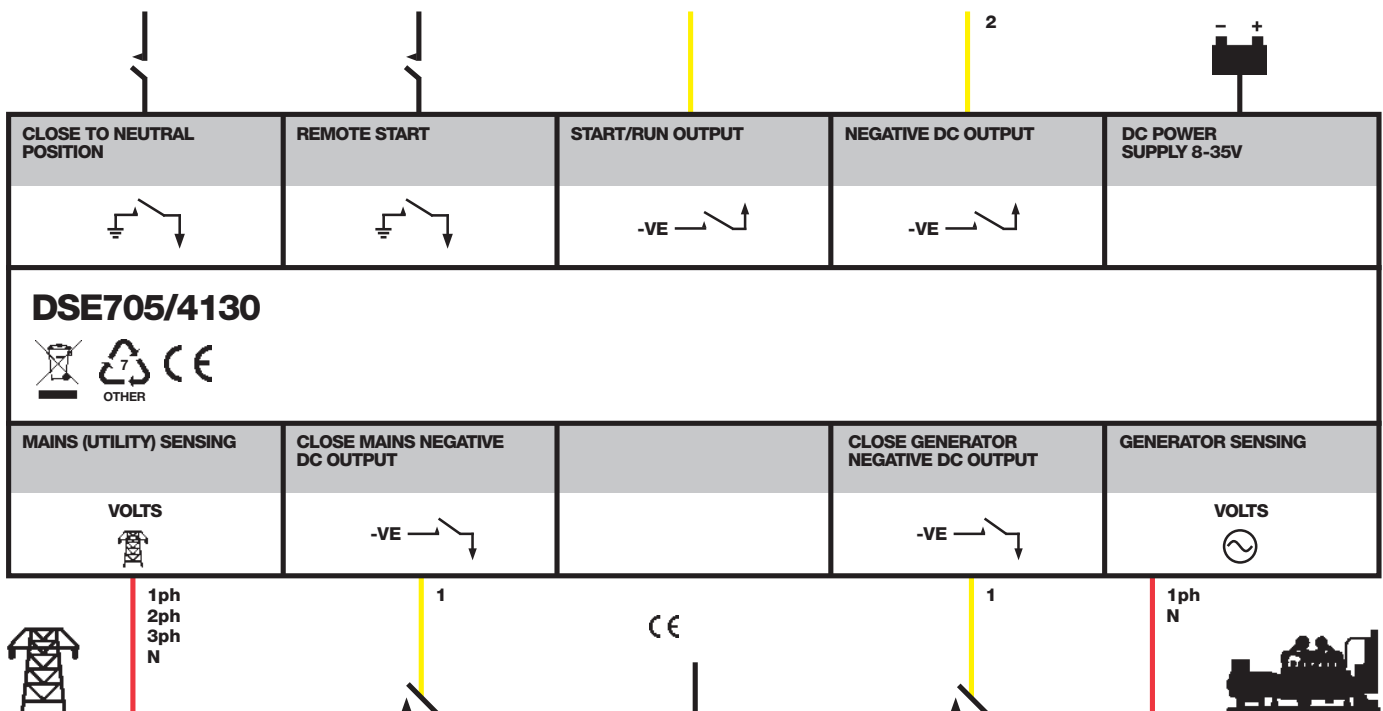 2
− +
CLOSE TO NEUTRAL
POSITION
REMOTE START
START/RUN OUTPUT
NEGATIVE DC OUTPUT
DC POWER
SUPPLY 8-35V
-VE
-VE
DSE705/4130
7
OTHER
CE
MAINS (UTILITY) SENSING
CLOSE MAINS NEGATIVE
DC OUTPUT
CLOSE GENERATOR
NEGATIVE DC OUTPUT
GENERATOR SENSING
VOLTS
-VE
-VE
VOLTS
1ph
2ph
3ph
N
1
CE
1
1ph
N